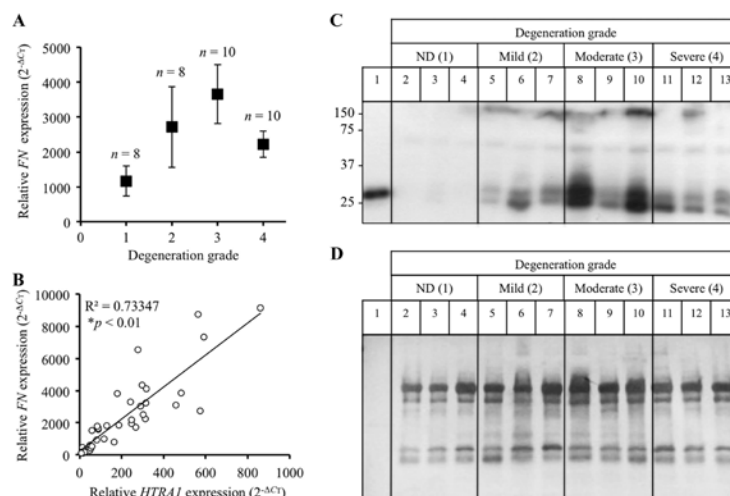 A
Relative FN expression (2-ΔCT)
5000
4000
3000
2000
1000
0
n = 8
n = 8
n = 10
n = 10
0 1 2 3 4
Degeneration grade
B
Relative FN expression (2-ΔCT)
10000
8000
6000
4000
2000
0
R² = 0.73347
*p < 0.01
0 200 400 600 800 1000
Relative HTRA1 expression (2-ΔCT)
C
Degeneration grade
ND (1) Mild (2) Moderate (3) Severe (4)
1 2 3 4 5 6 7 8 9 10 11 12 13
150
75
37
25
D
Degeneration grade
ND (1) Mild (2) Moderate (3) Severe (4)
1 2 3 4 5 6 7 8 9 10 11 12 13